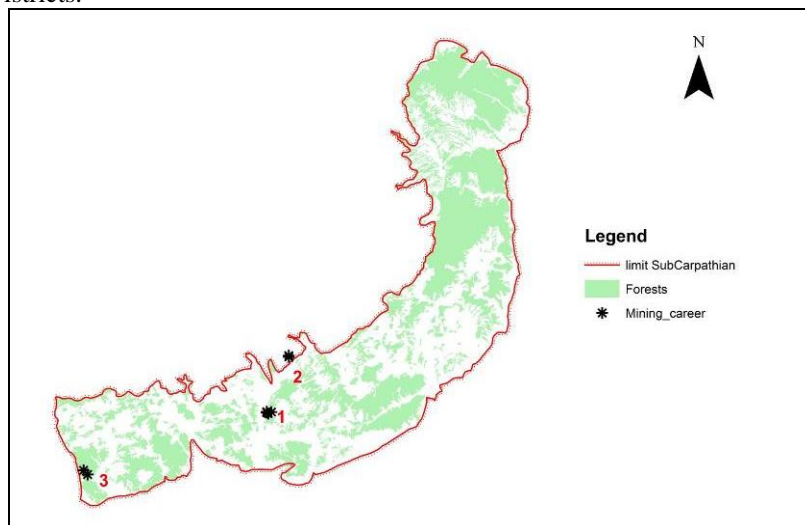 istricts.
N
Legend
limit SubCarpathian
Forests
Mining_career
2
1
3